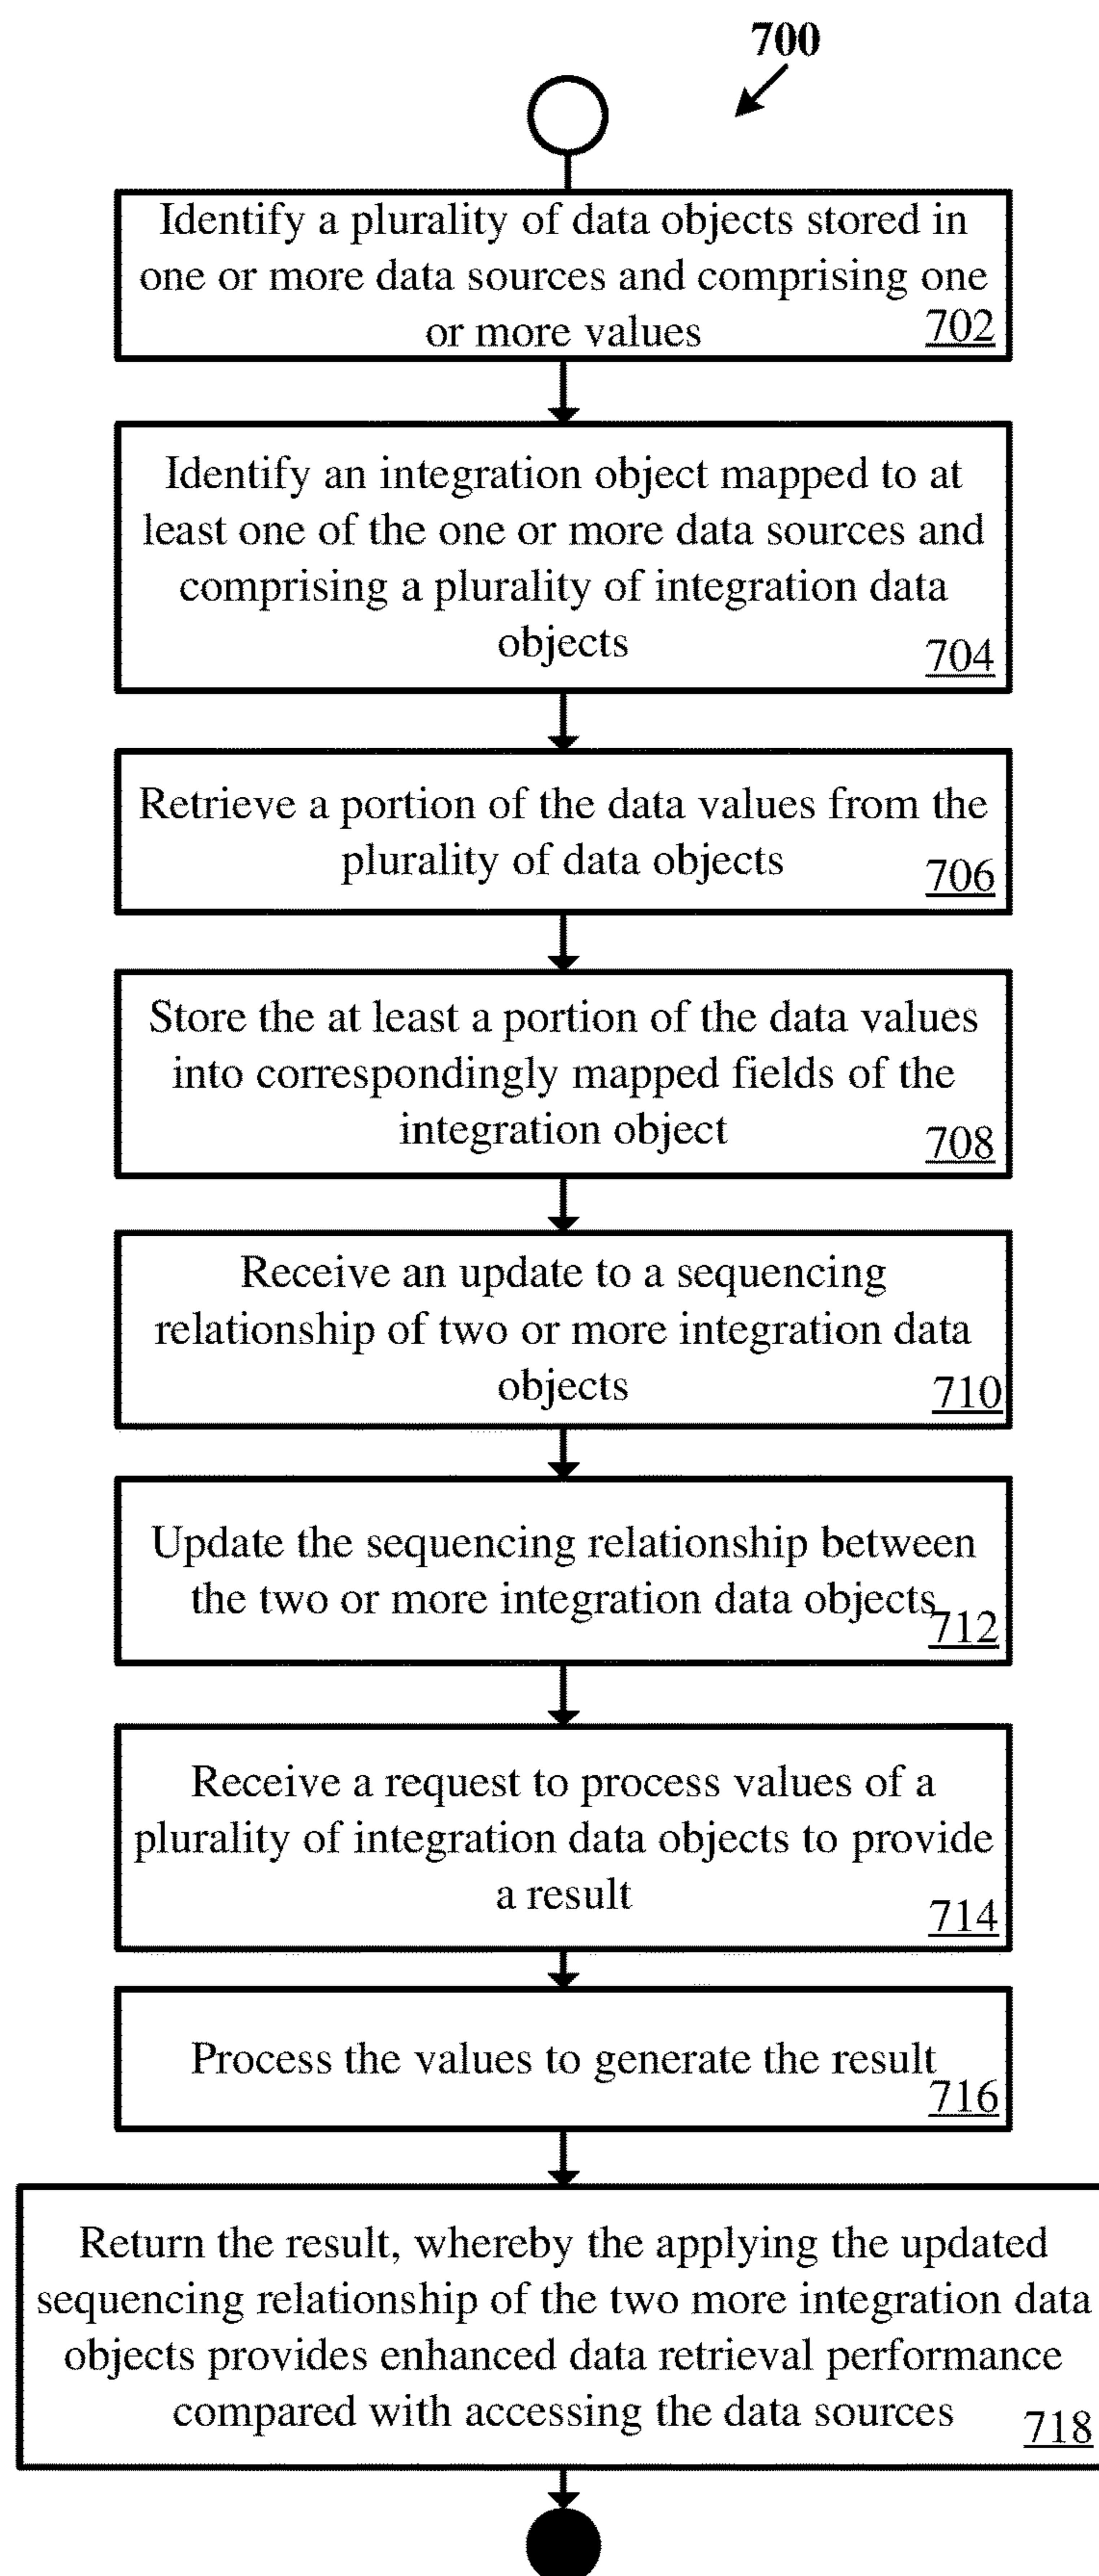 700
Identify a plurality of data objects stored in
one or more data sources and comprising one
or more values
702
Identify an integration object mapped to at
least one of the one or more data sources and
comprising a plurality of integration data
objects
704
Retrieve a portion of the data values from the
plurality of data objects
706
Store the at least a portion of the data values
into correspondingly mapped fields of the
integration object
708
Receive an update to a sequencing
relationship of two or more integration data
objects
710
Update the sequencing relationship between
the two or more integration data objects
712
Receive a request to process values of a
plurality of integration data objects to provide
a result
714
Process the values to generate the result
716
Return the result, whereby the applying the updated
sequencing relationship of the two more integration data
objects provides enhanced data retrieval performance
compared with accessing the data sources
718